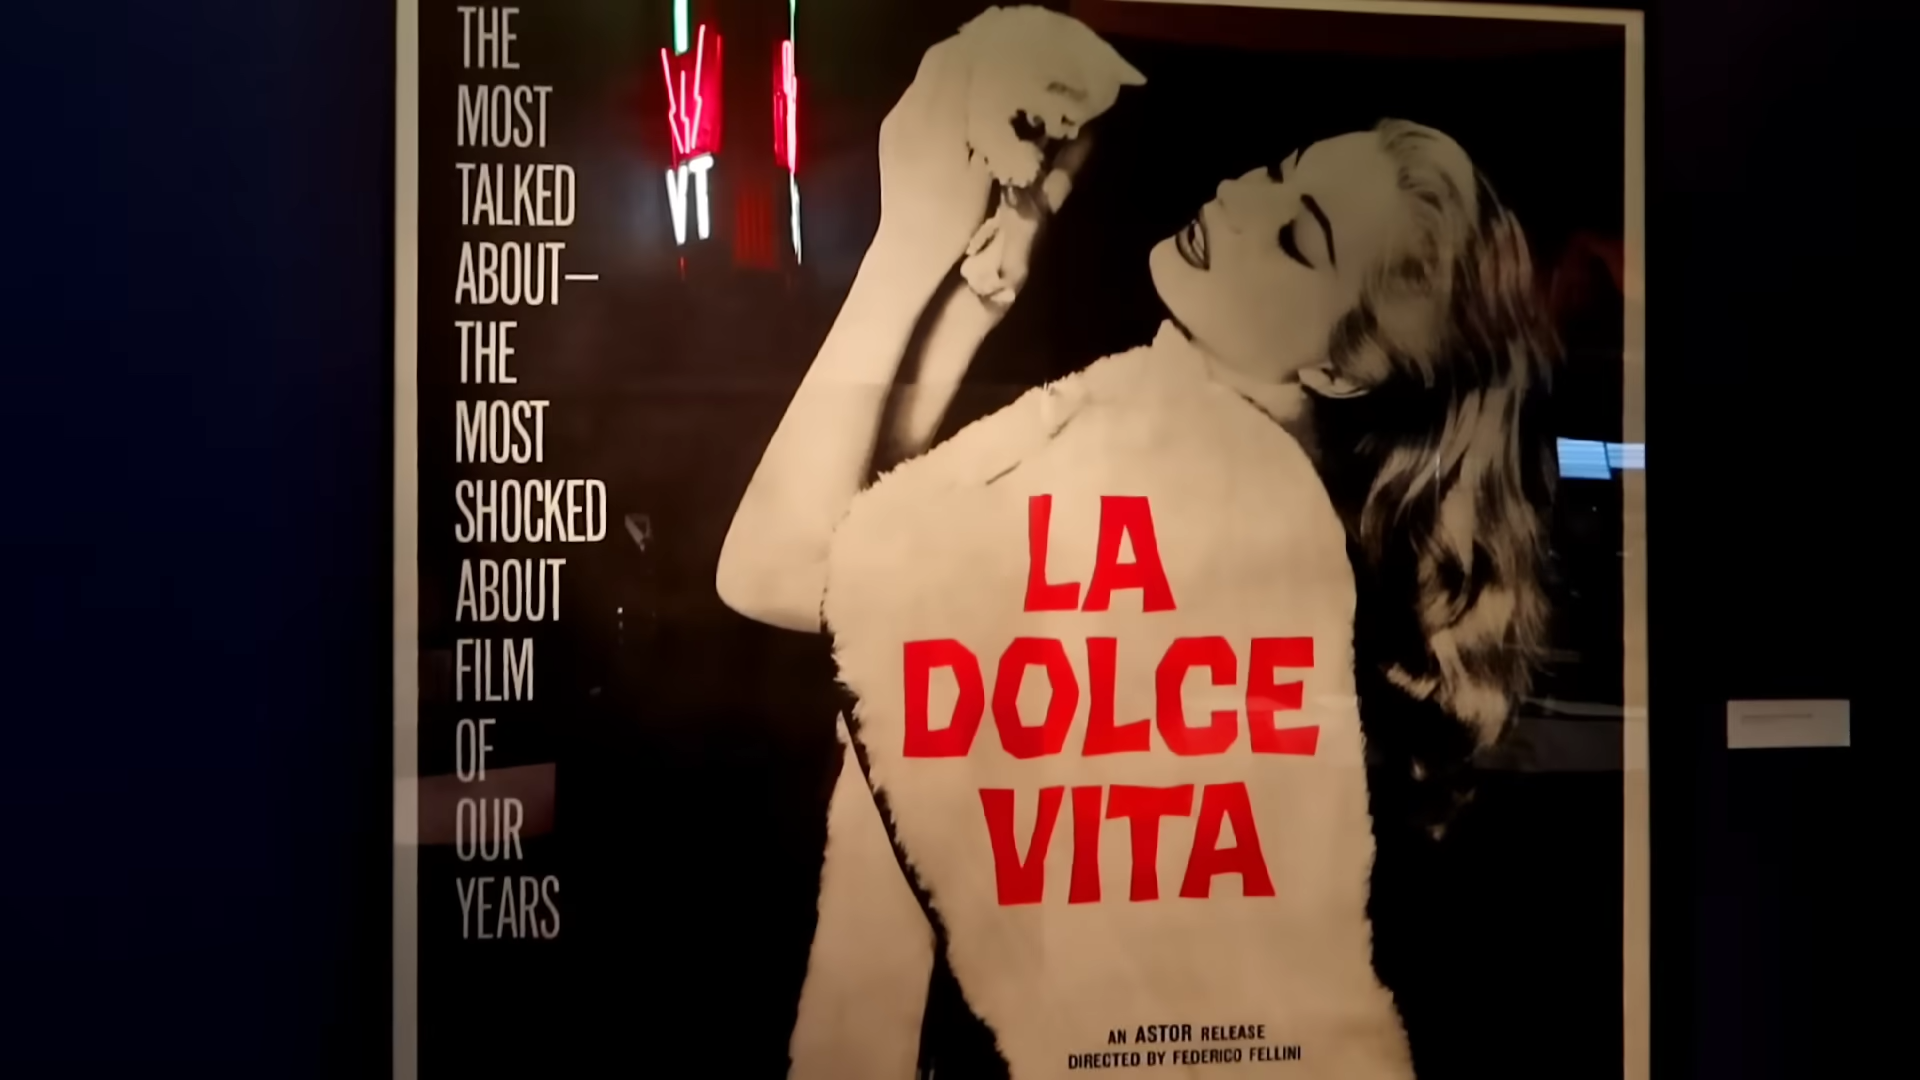 THE
MOST
TALKED
ABOUT—
THE
MOST
SHOCKED
ABOUT
FILM
OF
OUR
YEARS
VT
LA
DOLCE
VITA
AN ASTOR RELEASE
DIRECTED BY FEDERICO FELLINI